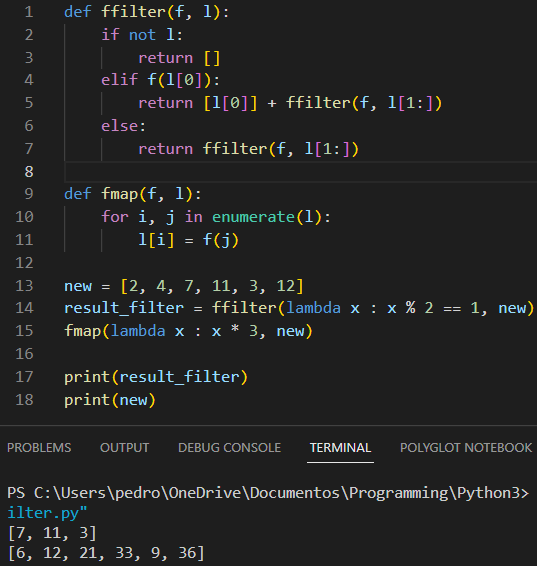 1 def ffilter(f, l):
2     if not l:
3         return []
4     elif f(l[0]):
5         return [l[0]] + ffilter(f, l[1:])
6     else:
7         return ffilter(f, l[1:])
8
9 def fmap(f, l):
10     for i, j in enumerate(l):
11         l[i] = f(j)
12
13 new = [2, 4, 7, 11, 3, 12]
14 result_filter = ffilter(lambda x : x % 2 == 1, new)
15 fmap(lambda x : x * 3, new)
16
17 print(result_filter)
18 print(new)
PROBLEMS OUTPUT DEBUG CONSOLE TERMINAL POLYGLOT NOTEBOOK
PS C:\Users\pedro\OneDrive\Documentos\Programming\Python3>
ilter.py"
[7, 11, 3]
[6, 12, 21, 33, 9, 36]